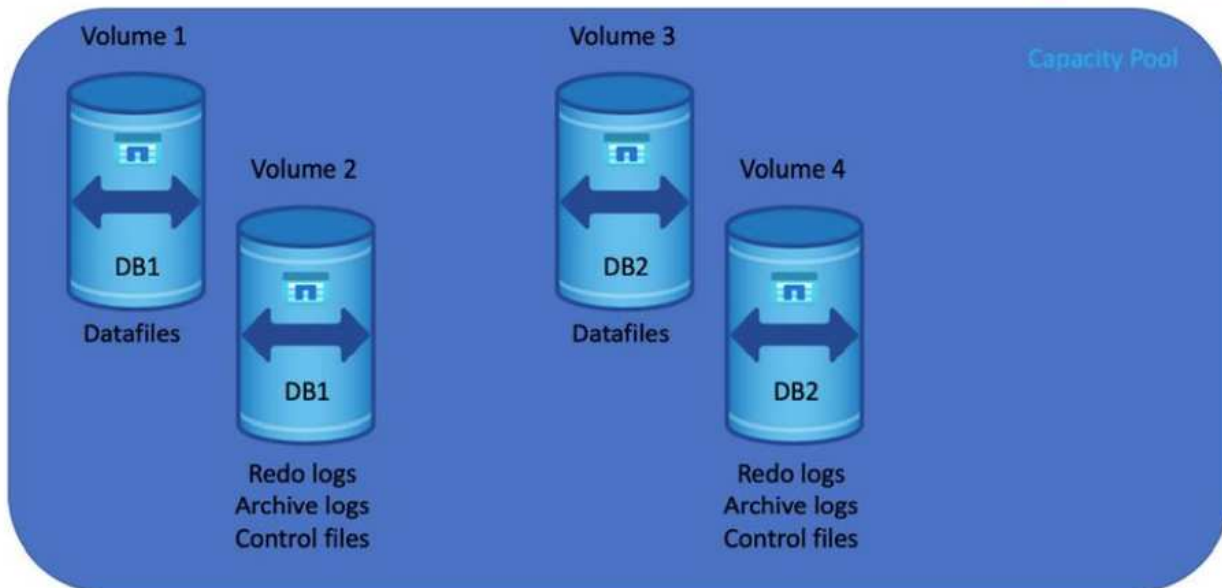 Volume 1
Volume 3
Capacity Pool
Volume 2
Volume 4
DB1
DB2
Datafiles
Datafiles
DB1
DB2
Redo logs
Archive logs
Control files
Redo logs
Archive logs
Control files